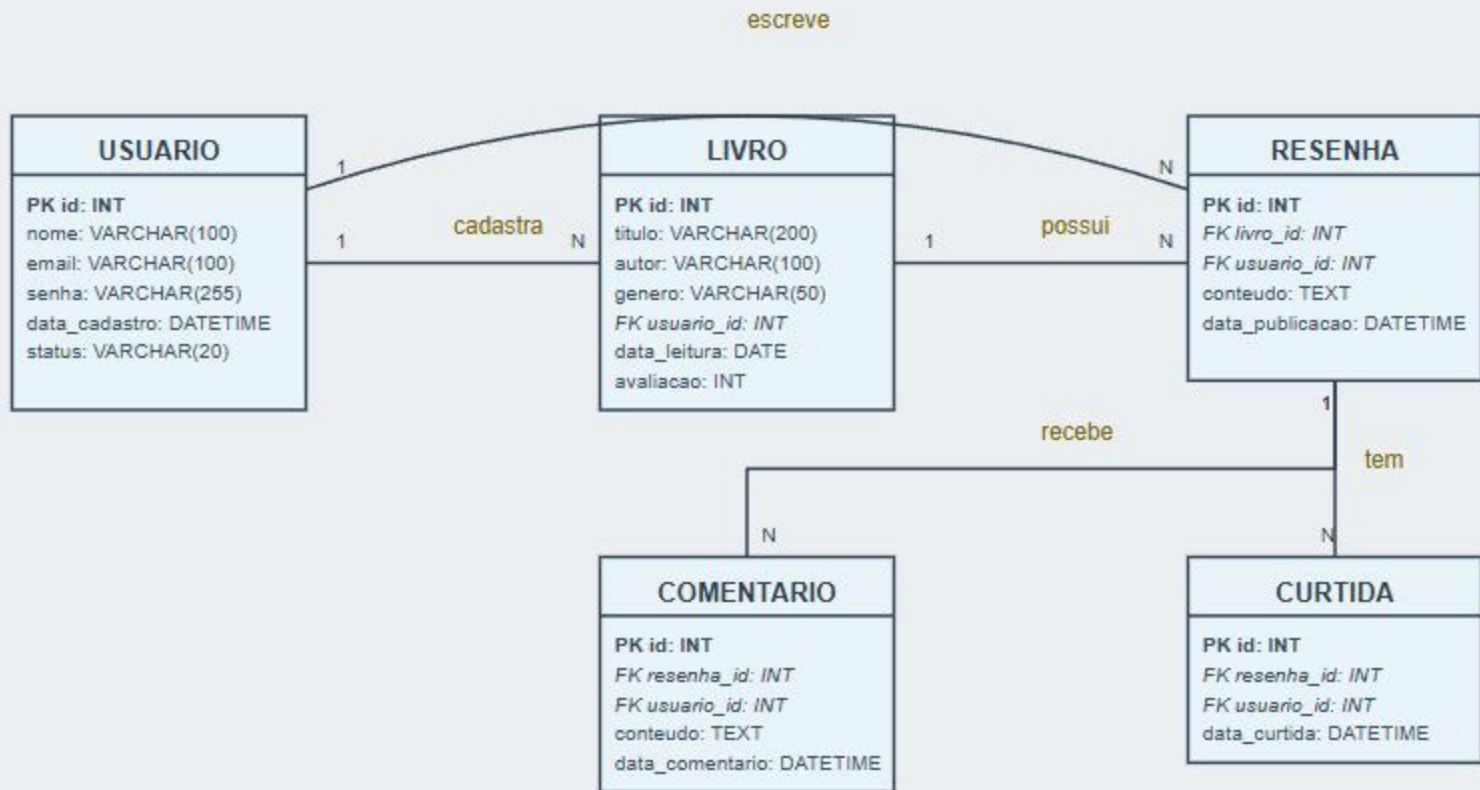 escreve
USUARIO
PK id: INT
nome: VARCHAR(100)
email: VARCHAR(100)
senha: VARCHAR(255)
data_cadastro: DATETIME
status: VARCHAR(20)
1
1
cadastra
N
LIVRO
PK id: INT
titulo: VARCHAR(200)
autor: VARCHAR(100)
genero: VARCHAR(50)
FK usuario_id: INT
data_leitura: DATE
avaliacao: INT
1
possui
N
N
RESENHA
PK id: INT
FK livro_id: INT
FK usuario_id: INT
conteudo: TEXT
data_publicacao: DATETIME
1
recebe
tem
N
N
COMENTARIO
PK id: INT
FK resenha_id: INT
FK usuario_id: INT
conteudo: TEXT
data_comentario: DATETIME
CURTIDA
PK id: INT
FK resenha_id: INT
FK usuario_id: INT
data_curtida: DATETIME